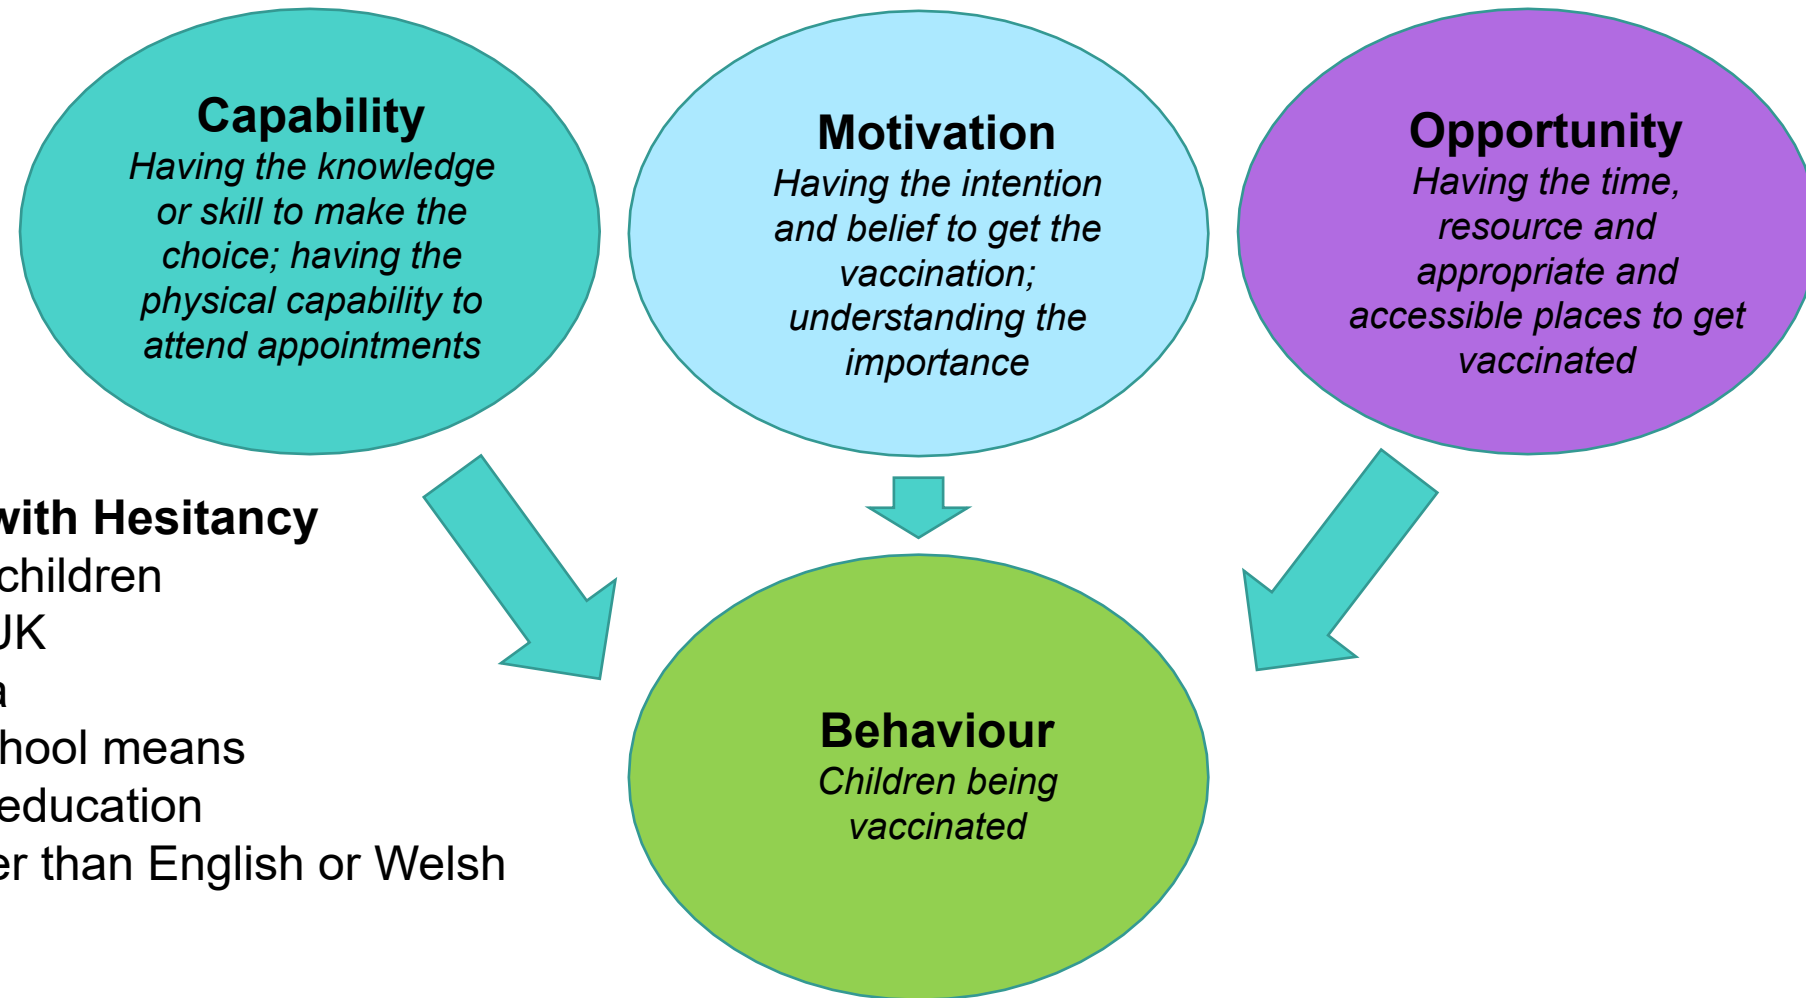 Capability
Having the knowledge
or skill to make the
choice; having the
physical capability to
attend appointments
Motivation
Having the intention
and belief to get the
vaccination;
understanding the
importance
Opportunity
Having the time,
resource and
appropriate and
accessible places to get
vaccinated
with Hesitancy
children
UK
a
hool means
education
er than English or Welsh
Behaviour
Children being
vaccinated